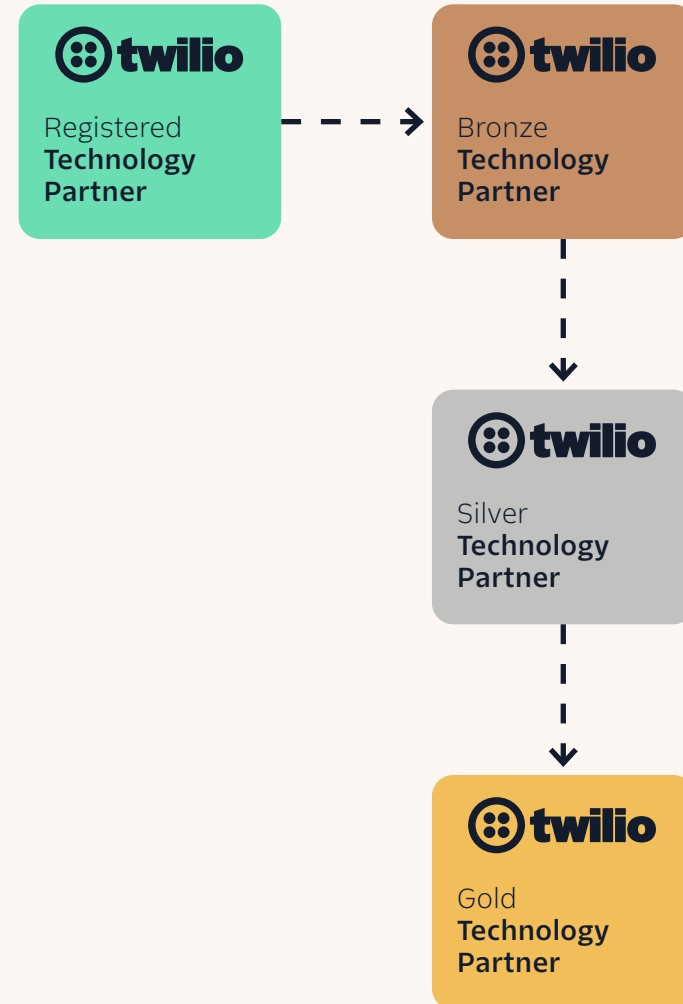 twilio
Registered
Technology
Partner
twilio
Bronze
Technology
Partner
twilio
Silver
Technology
Partner
twilio
Gold
Technology
Partner